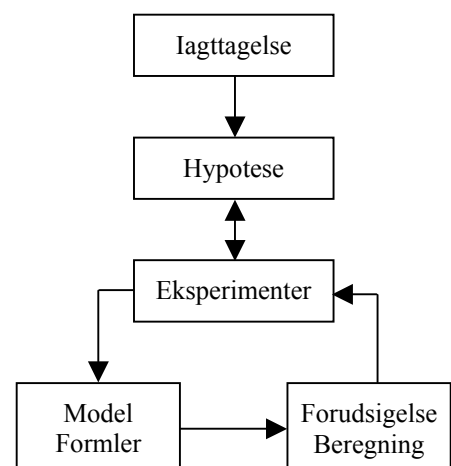 Iagttagelse
Hypotese
Eksperimenter
Model
Formler
Forudsigelse
Beregning